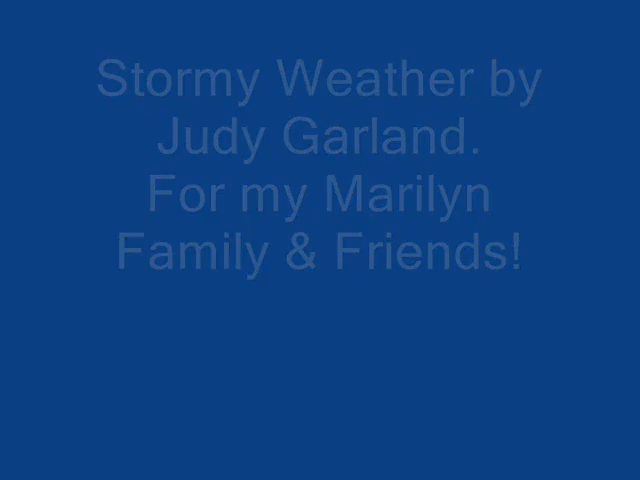 Stormy Weather by
Judy Garland.
For my Marilyn
Family & Friends!